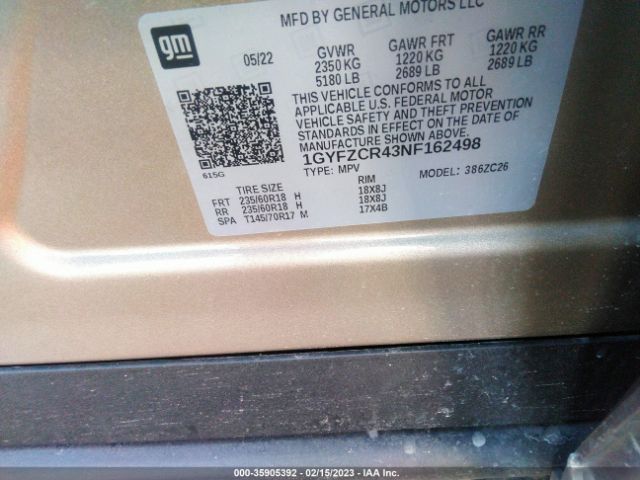 MFD BY GENERAL MOTORS LLC
gm
05/22
GVWR GAWR FRT GAWR RR
2350 KG 1220 KG 1220 KG
5180 LB 2689 LB 2689 LB
THIS VEHICLE CONFORMS TO ALL
APPLICABLE U.S. FEDERAL MOTOR
VEHICLE SAFETY AND THEFT PREVENTION
STANDARDS IN EFFECT ON THE DATE OF
MANUFACTURE SHOWN ABOVE.
1GYFZCR43NF162498
615G
TYPE: MPV MODEL: 386ZC26
TIRE SIZE RIM
FRT 235/60R18 H 18X8J
RR 235/60R18 H 18X8J
SPA T145/70R17 M 17X4B
000-35905392 - 02/15/2023 - IAA Inc.